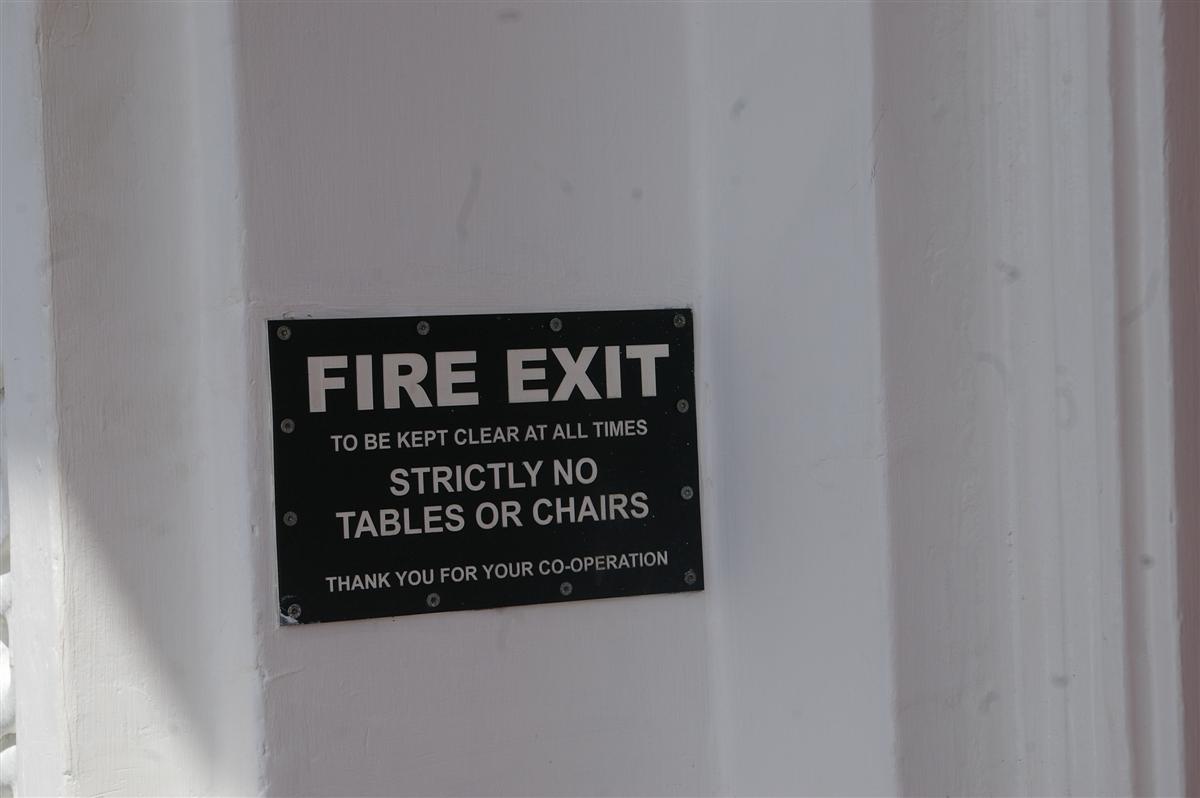 FIRE EXIT
TO BE KEPT CLEAR AT ALL TIMES
STRICTLY NO
TABLES OR CHAIRS
THANK YOU FOR YOUR CO-OPERATION